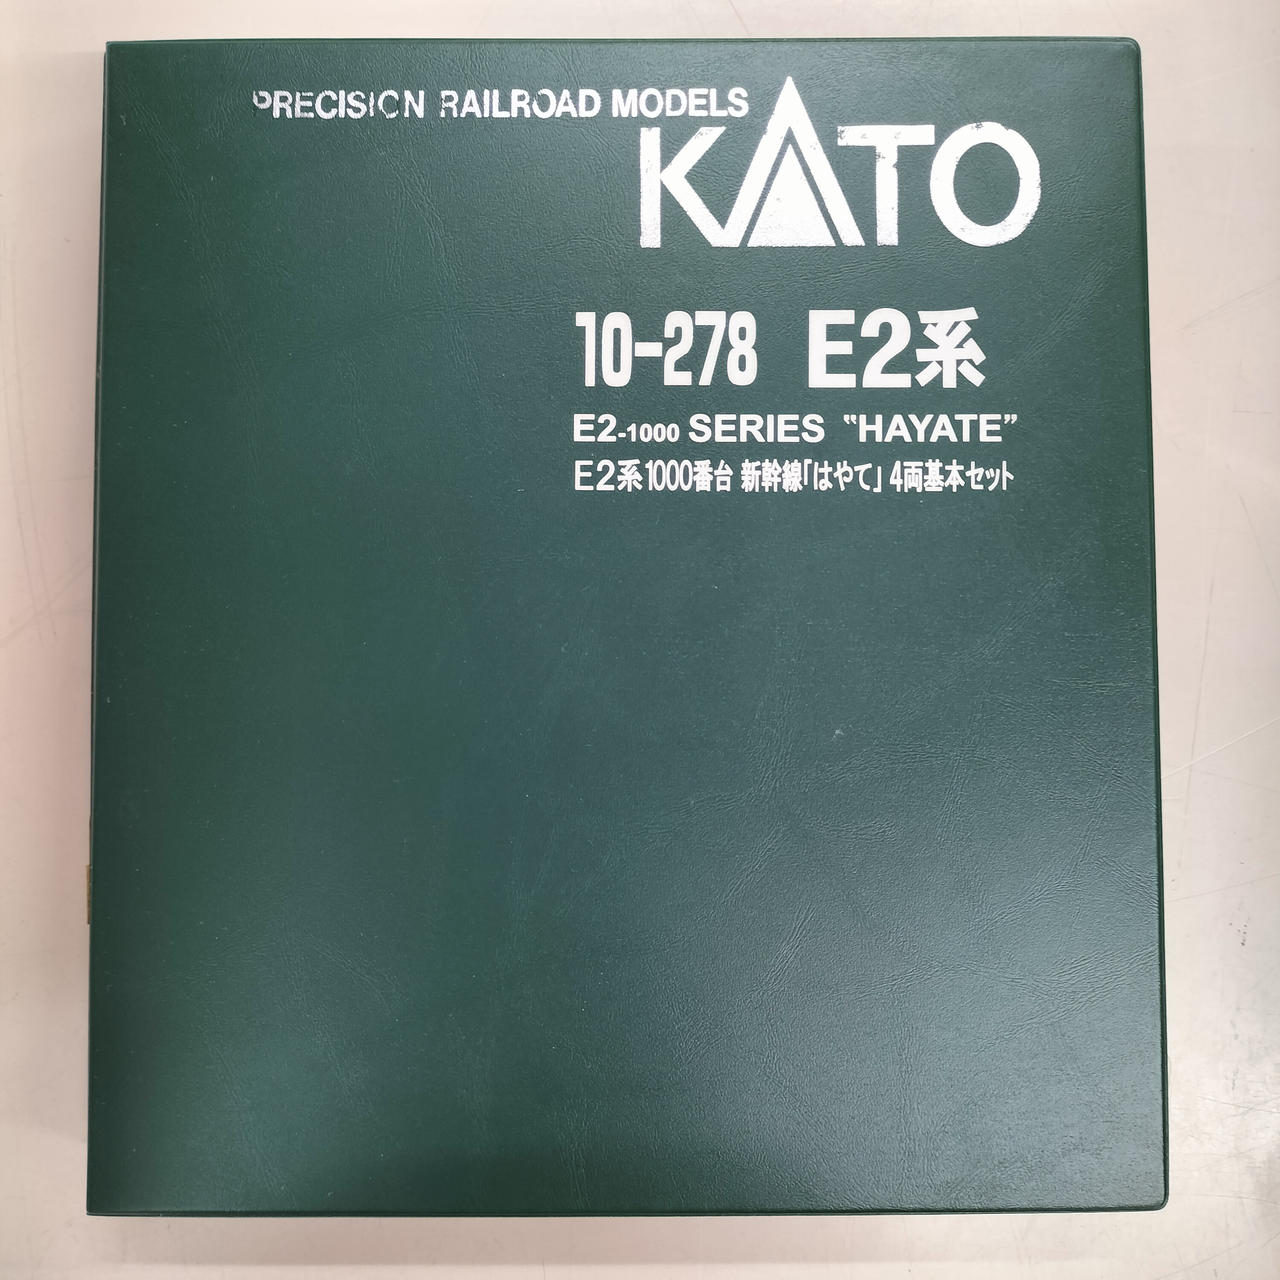 PRECISION RAILROAD MODELS
KATO
10-278 E2系
E2-1000 SERIES "HAYATE"
E2系1000番台 新幹線「はやて」 4両基本セット